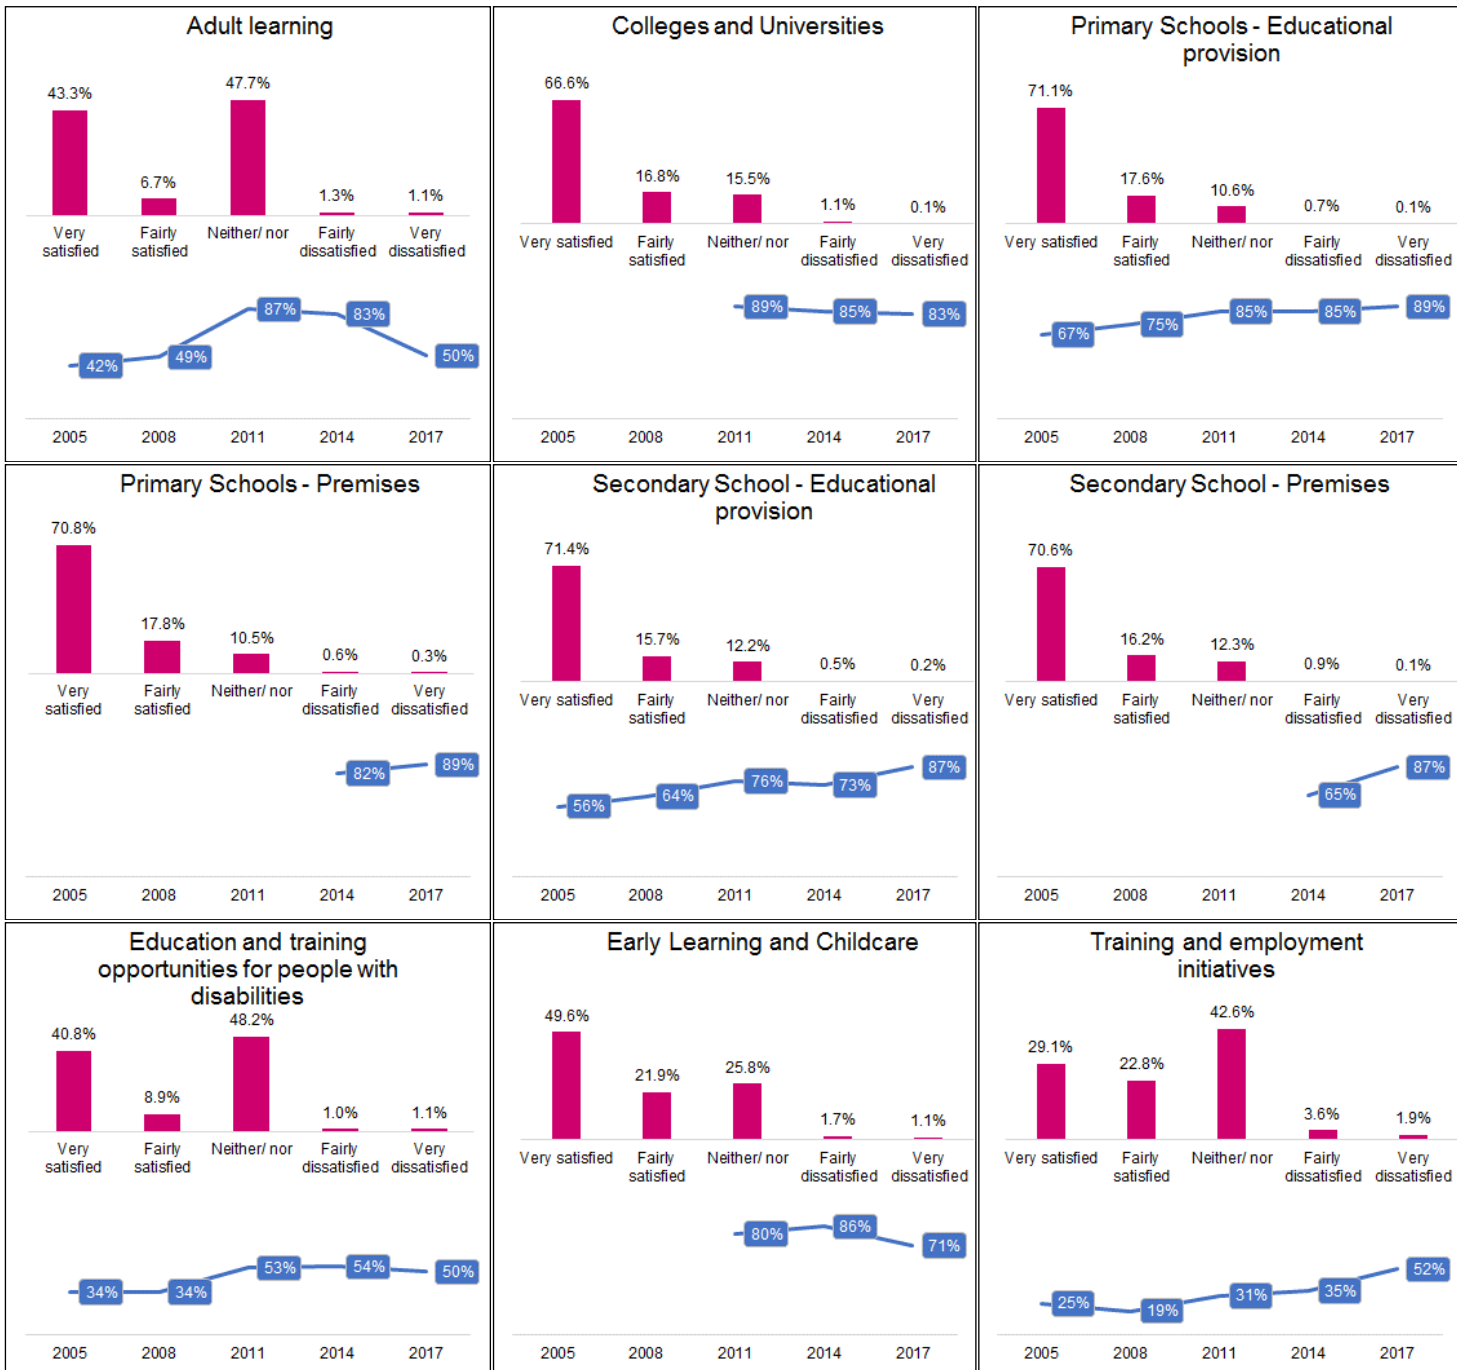 Adult learning
43.3%
6.7%
47.7%
1.3%
1.1%
Very
satisfied
Fairly
satisfied
Neither/ nor
Fairly
dissatisfied
Very
dissatisfied
42%
49%
87%
83%
50%
2005
2008
2011
2014
2017
Colleges and Universities
66.6%
16.8%
15.5%
1.1%
0.1%
Very satisfied
Fairly
satisfied
Neither/ nor
Fairly
dissatisfied
Very
dissatisfied
89%
85%
83%
2005
2008
2011
2014
2017
Primary Schools - Educational
provision
71.1%
17.6%
10.6%
0.7%
0.1%
Very satisfied
Fairly
satisfied
Neither/ nor
Fairly
dissatisfied
Very
dissatisfied
67%
75%
85%
85%
89%
2005
2008
2011
2014
2017
Primary Schools - Premises
70.8%
17.8%
10.5%
0.6%
0.3%
Very
satisfied
Fairly
satisfied
Neither/ nor
Fairly
dissatisfied
Very
dissatisfied
82%
89%
2005
2008
2011
2014
2017
Secondary School - Educational
provision
71.4%
15.7%
12.2%
0.5%
0.2%
Very satisfied
Fairly
satisfied
Neither/ nor
Fairly
dissatisfied
Very
dissatisfied
56%
64%
76%
73%
87%
2005
2008
2011
2014
2017
Secondary School - Premises
70.6%
16.2%
12.3%
0.9%
0.1%
Very satisfied
Fairly
satisfied
Neither/ nor
Fairly
dissatisfied
Very
dissatisfied
65%
87%
2005
2008
2011
2014
2017
Education and training
opportunities for people with
disabilities
40.8%
8.9%
48.2%
1.0%
1.1%
Very
satisfied
Fairly
satisfied
Neither/ nor
Fairly
dissatisfied
Very
dissatisfied
34%
34%
53%
54%
50%
2005
2008
2011
2014
2017
Early Learning and Childcare
49.6%
21.9%
25.8%
1.7%
1.1%
Very satisfied
Fairly
satisfied
Neither/ nor
Fairly
dissatisfied
Very
dissatisfied
80%
86%
71%
2005
2008
2011
2014
2017
Training and employment
initiatives
29.1%
22.8%
42.6%
3.6%
1.9%
Very satisfied
Fairly
satisfied
Neither/ nor
Fairly
dissatisfied
Very
dissatisfied
25%
19%
31%
35%
52%
2005
2008
2011
2014
2017